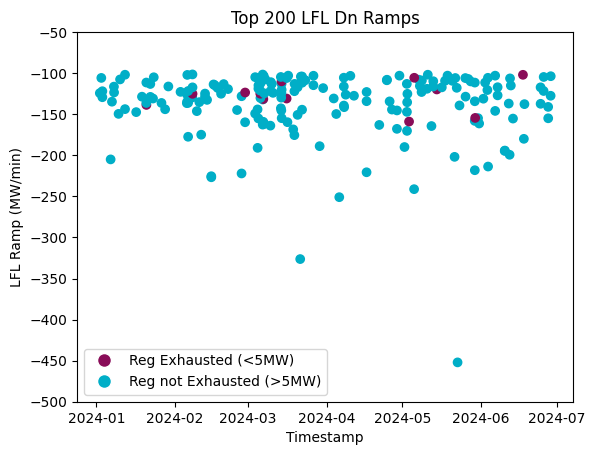 Top 200 LFL Dn Ramps
LFL Ramp (MW/min)
−50
−100
−150
−200
−250
−300
−350
−400
−450
−500
Reg Exhausted (<5MW)
Reg not Exhausted (>5MW)
2024-01 2024-02 2024-03 2024-04 2024-05 2024-06 2024-07
Timestamp